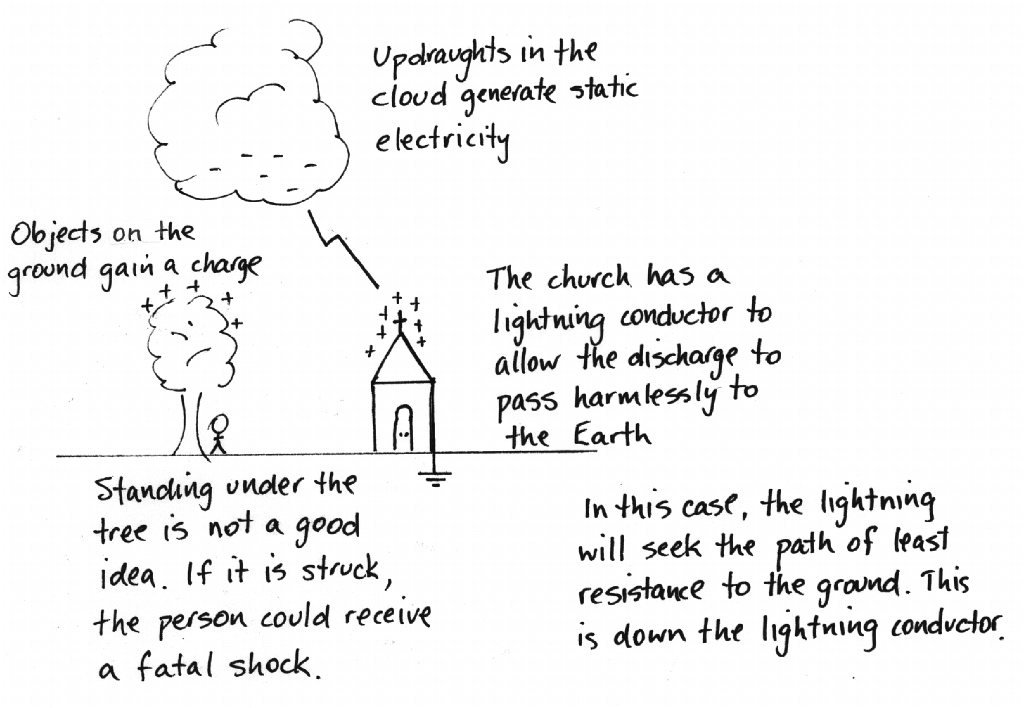 Updraughts in the
cloud generate static
electricity
Objects on the
ground gain a charge
The church has a
lightning conductor to
allow the discharge to
pass harmlessly to
the Earth
Standing under the
tree is not a good
idea. If it is struck,
the person could receive
a fatal shock.
In this case, the lightning
will seek the path of least
resistance to the ground. This
is down the lightning conductor.